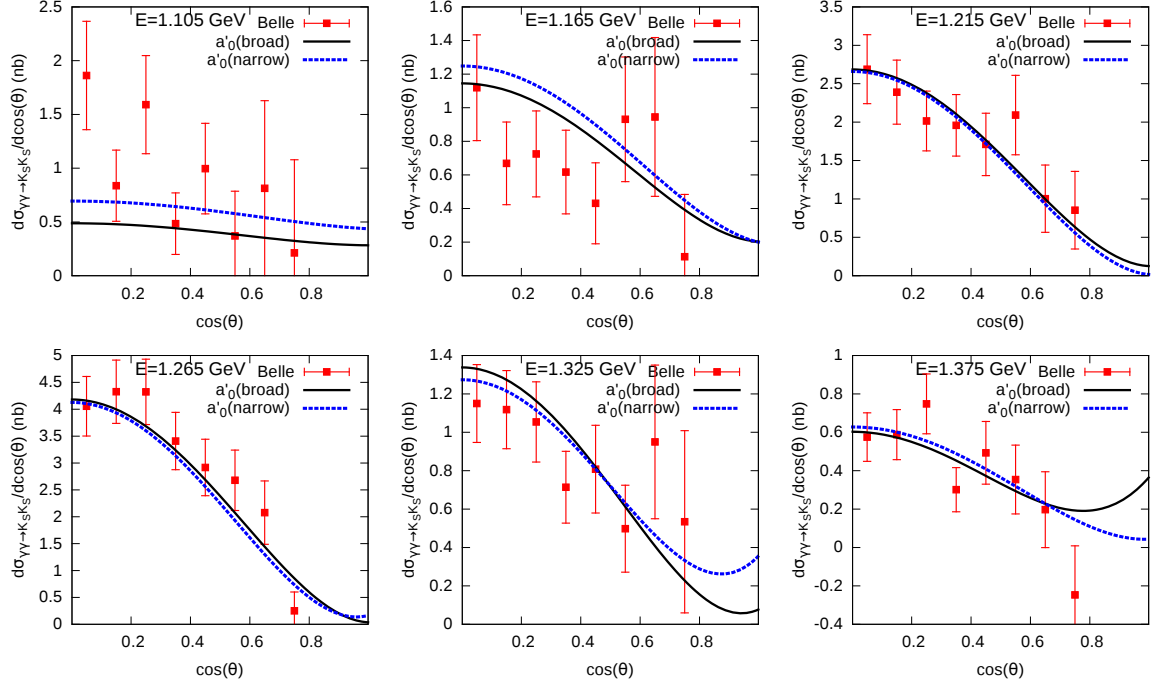 E=1.105 GeV
Belle
a'₀(broad)
a'₀(narrow)
dσγγ→KSKS/dcos(θ) (nb)
2.5
2
1.5
1
0.5
0
0.2 0.4 0.6 0.8
cos(θ)
E=1.165 GeV
Belle
a'₀(broad)
a'₀(narrow)
dσγγ→KSKS/dcos(θ) (nb)
1.6
1.4
1.2
1
0.8
0.6
0.4
0.2
0
0.2 0.4 0.6 0.8
cos(θ)
E=1.215 GeV
Belle
a'₀(broad)
a'₀(narrow)
dσγγ→KSKS/dcos(θ) (nb)
3.5
3
2.5
2
1.5
1
0.5
0
0.2 0.4 0.6 0.8
cos(θ)
E=1.265 GeV
Belle
a'₀(broad)
a'₀(narrow)
dσγγ→KSKS/dcos(θ) (nb)
5
4.5
4
3.5
3
2.5
2
1.5
1
0.5
0
0.2 0.4 0.6 0.8
cos(θ)
E=1.325 GeV
Belle
a'₀(broad)
a'₀(narrow)
dσγγ→KSKS/dcos(θ) (nb)
1.4
1.2
1
0.8
0.6
0.4
0.2
0
0.2 0.4 0.6 0.8
cos(θ)
E=1.375 GeV
Belle
a'₀(broad)
a'₀(narrow)
dσγγ→KSKS/dcos(θ) (nb)
1
0.8
0.6
0.4
0.2
0
-0.2
-0.4
0.2 0.4 0.6 0.8
cos(θ)